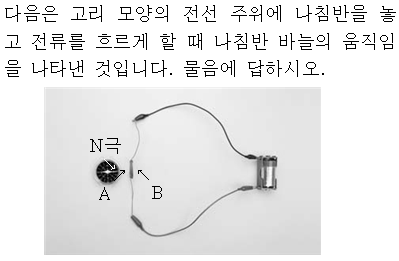 다음은 고리 모양의 전선 주위에 나침반을 놓
고 전류를 흐르게 할 때 나침반 바늘의 움직임
을 나타낸 것입니다. 물음에 답하시오.
N극
A
B